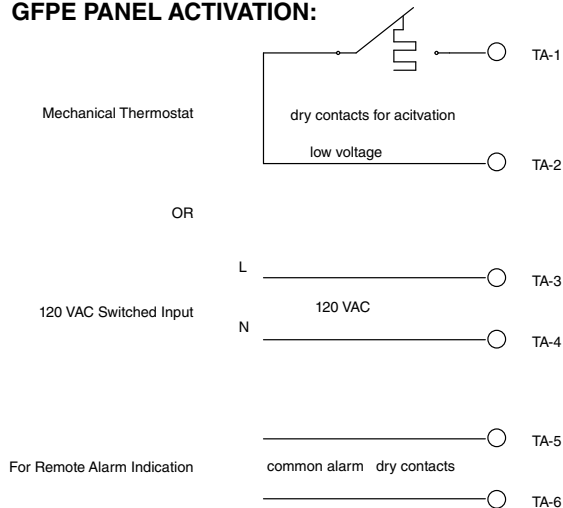 GFPE PANEL ACTIVATION:
TA-1
Mechanical Thermostat
dry contacts for acitvation
low voltage
TA-2
OR
L
TA-3
120 VAC Switched Input
120 VAC
N
TA-4
TA-5
For Remote Alarm Indication
common alarm dry contacts
TA-6